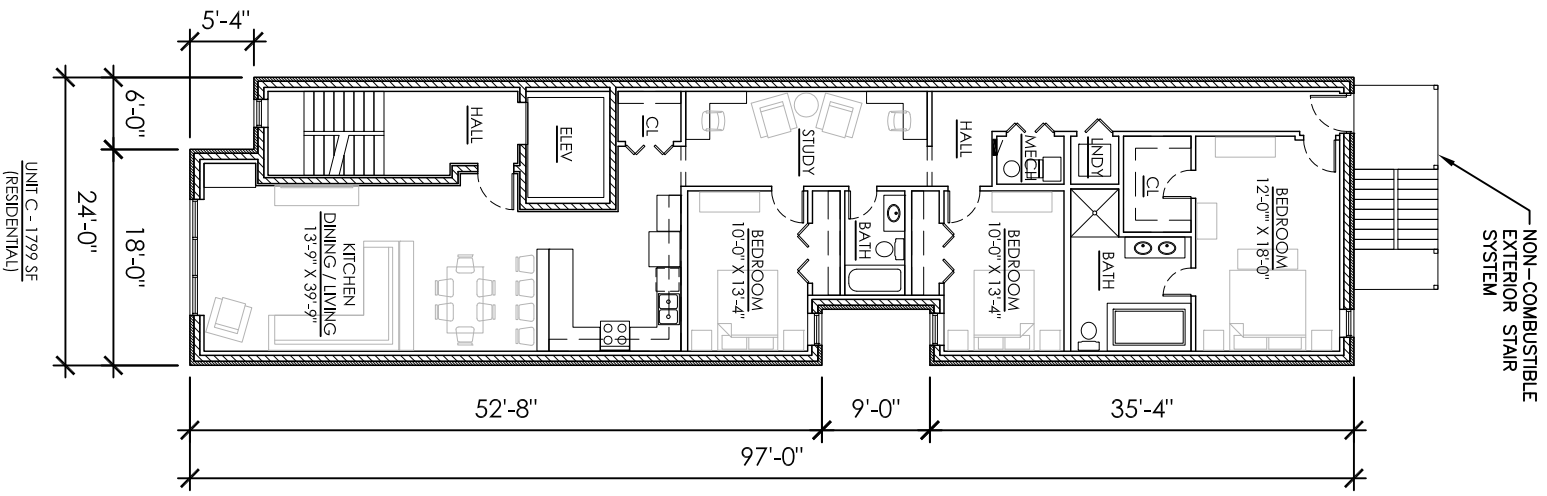 5'-4"
6'-0"
18'-0"
24'-0"
UNIT C - 1799 SF
(RESIDENTIAL)
HALL
ELEV
CL
STUDY
HALL
MECH
LNDY
CL
BEDROOM
12'-0"" X 18'-0"
KITCHEN
DINING / LIVING
13'-9" X 39'-9"
BEDROOM
10'-0" X 13'-4"
BATH
BEDROOM
10'-0" X 13'-4"
BATH
NON-COMBUSTIBLE
EXTERIOR STAIR
SYSTEM
52'-8"
9'-0"
35'-4"
97'-0"